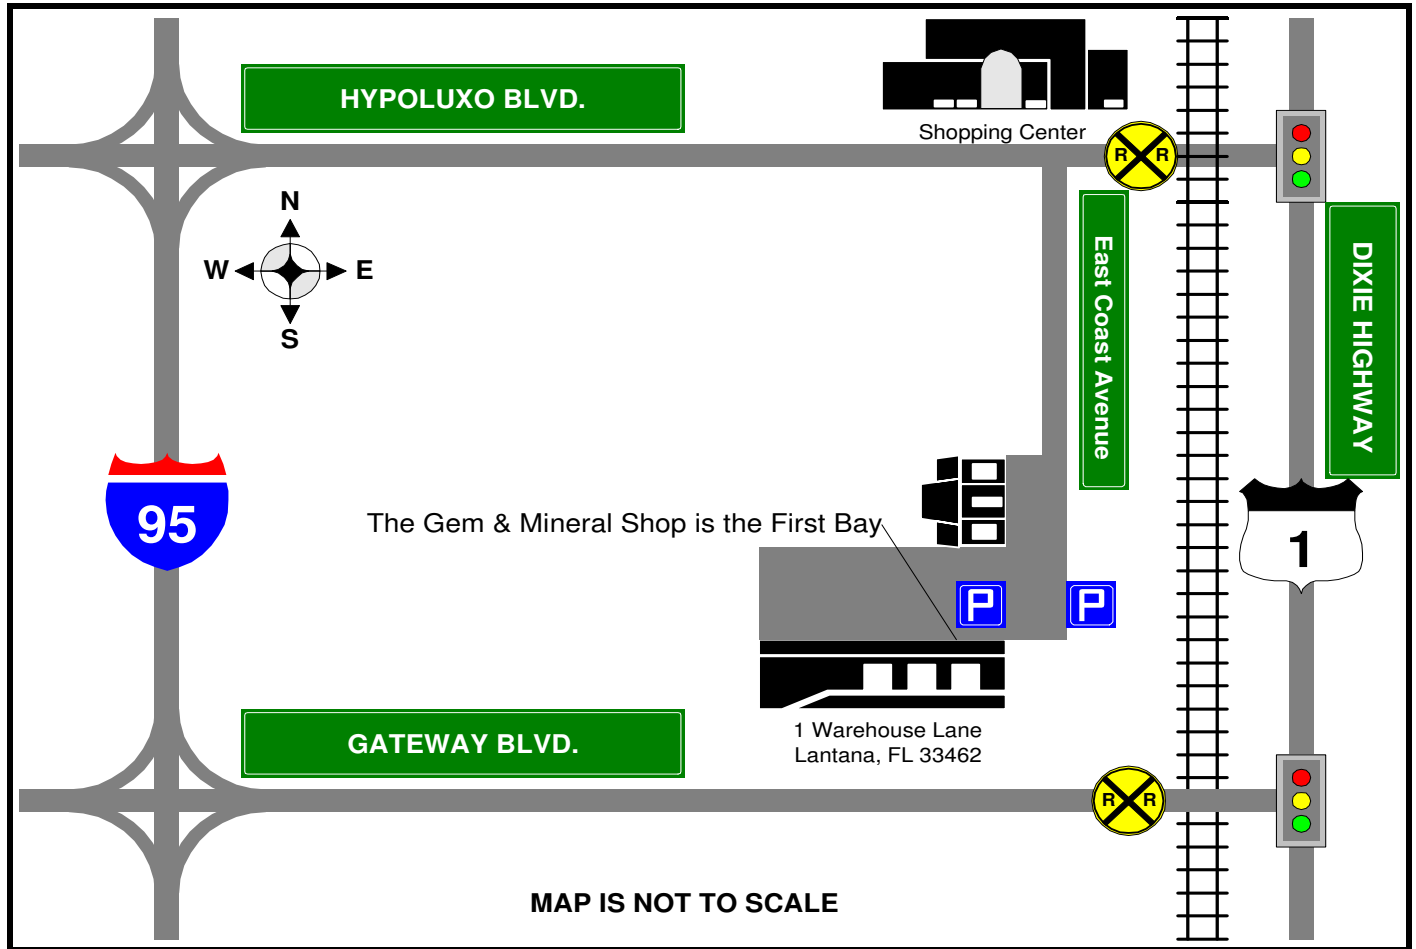 HYPOLUXO BLVD.
Shopping Center
R R
N
W E
S
East Coast Avenue
DIXIE HIGHWAY
95
The Gem & Mineral Shop is the First Bay
1
P P
1 Warehouse Lane
Lantana, FL 33462
GATEWAY BLVD.
R R
MAP IS NOT TO SCALE